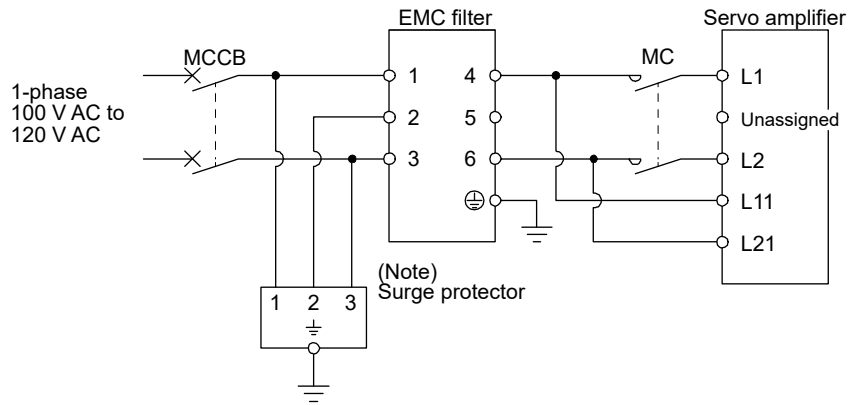 EMC filter
Servo amplifier
MCCB
MC
1-phase
100 V AC to
120 V AC
1
4
L1
2
5
Unassigned
3
6
L2
L11
L21
(Note)
Surge protector
1 2 3